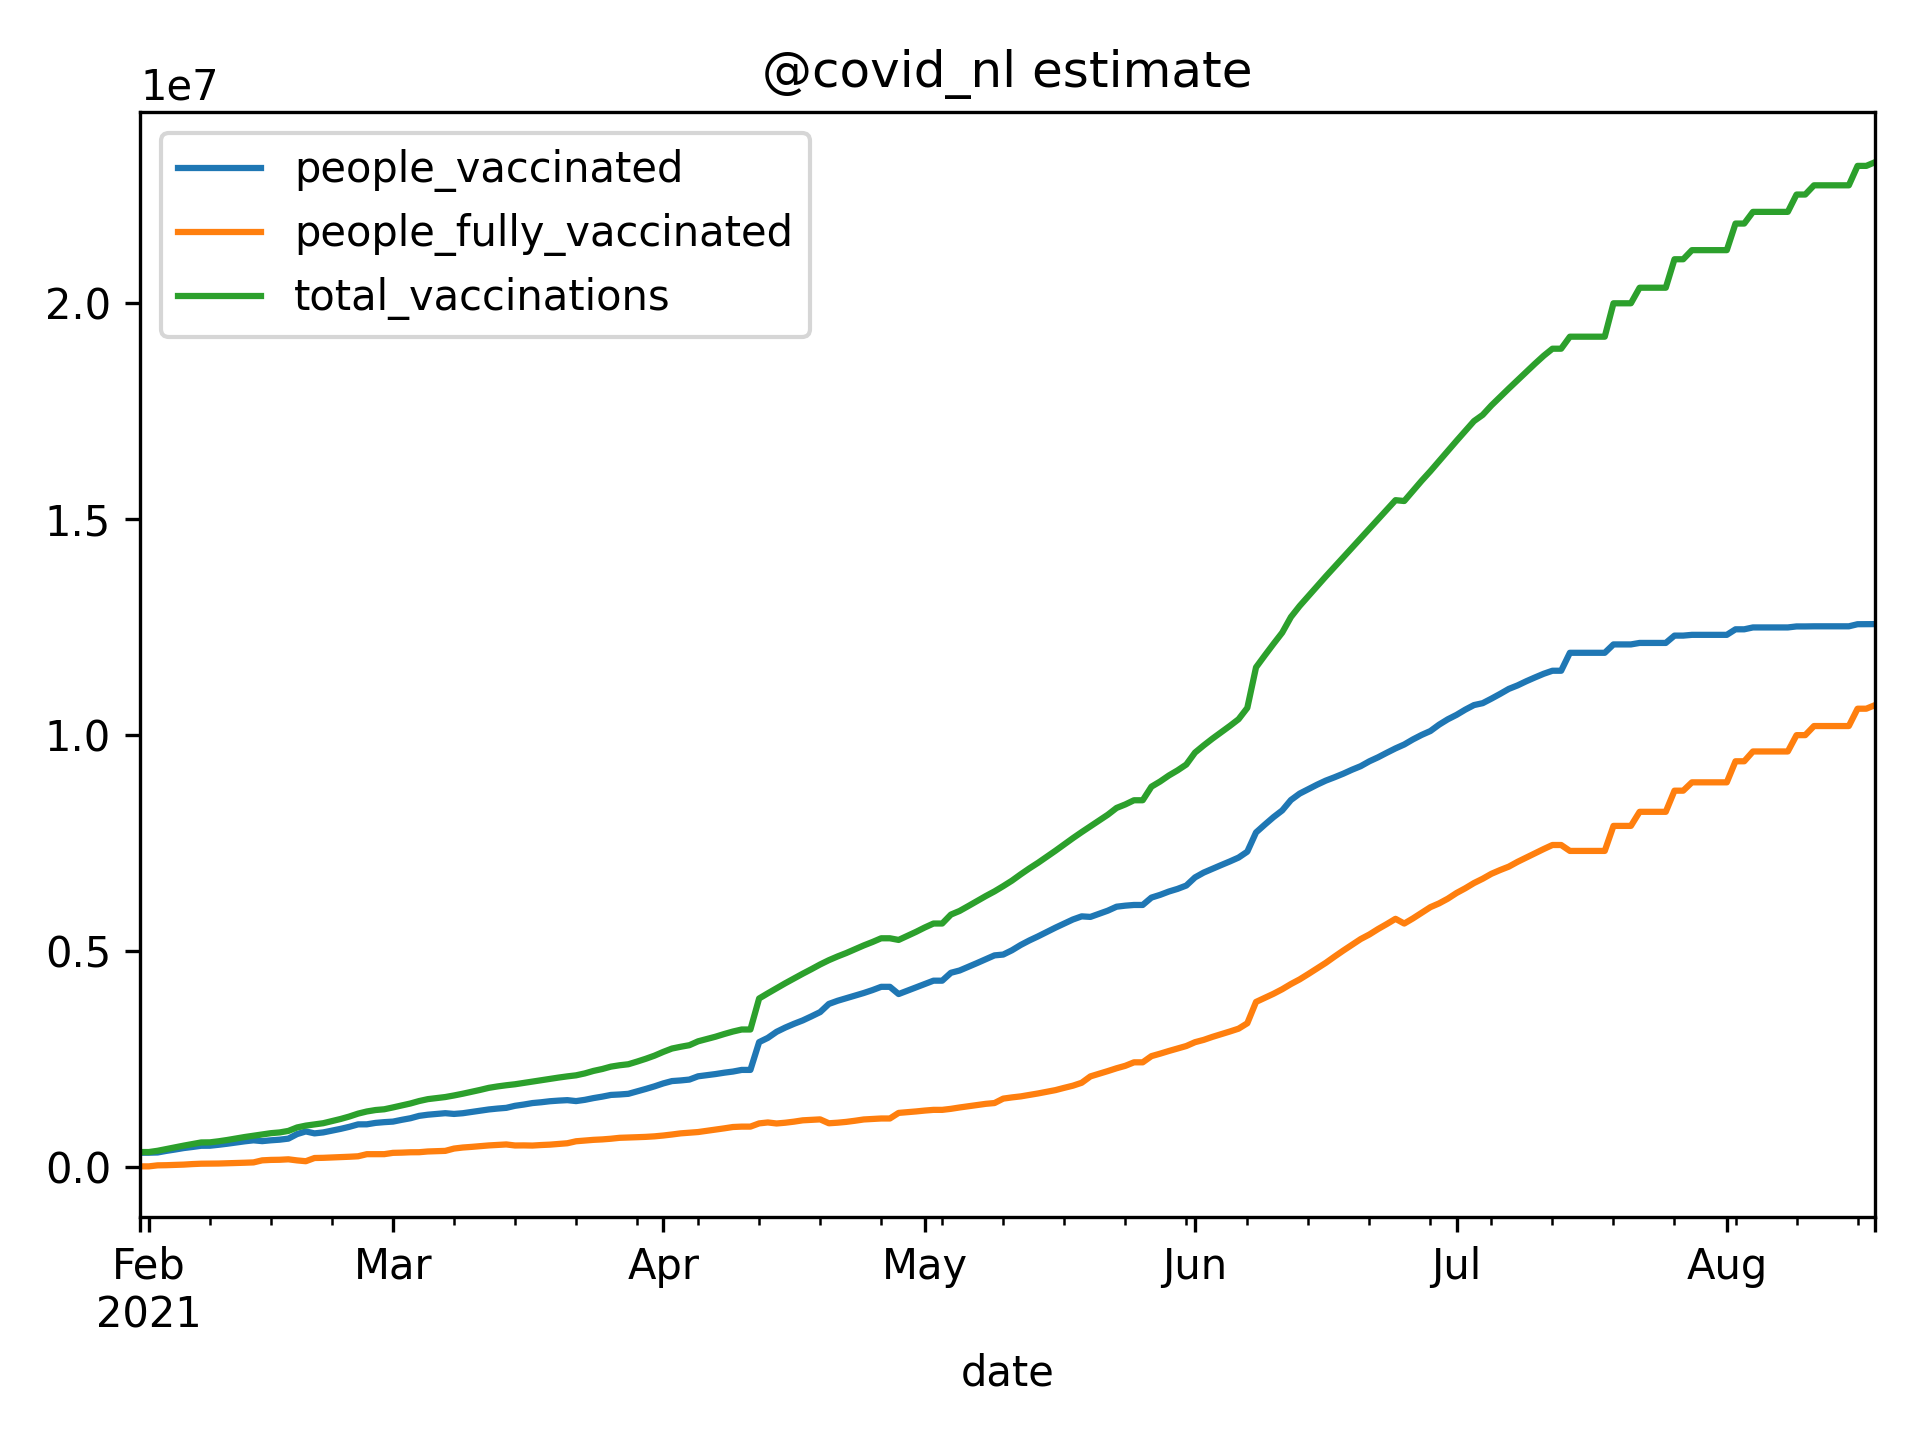 @covid_nl estimate
1e7
people_vaccinated
people_fully_vaccinated
total_vaccinations
2.0
1.5
1.0
0.5
0.0
Feb Mar Apr May Jun Jul Aug
2021
date